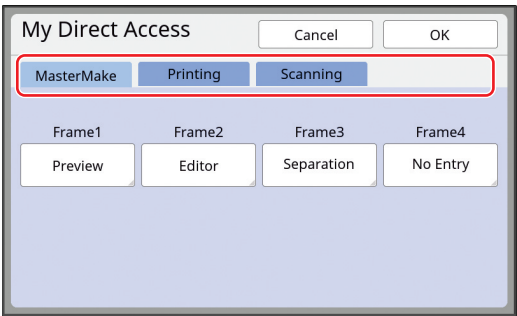 My Direct Access
Cancel
OK
MasterMake
Printing
Scanning
Frame1
Frame2
Frame3
Frame4
Preview
Editor
Separation
No Entry